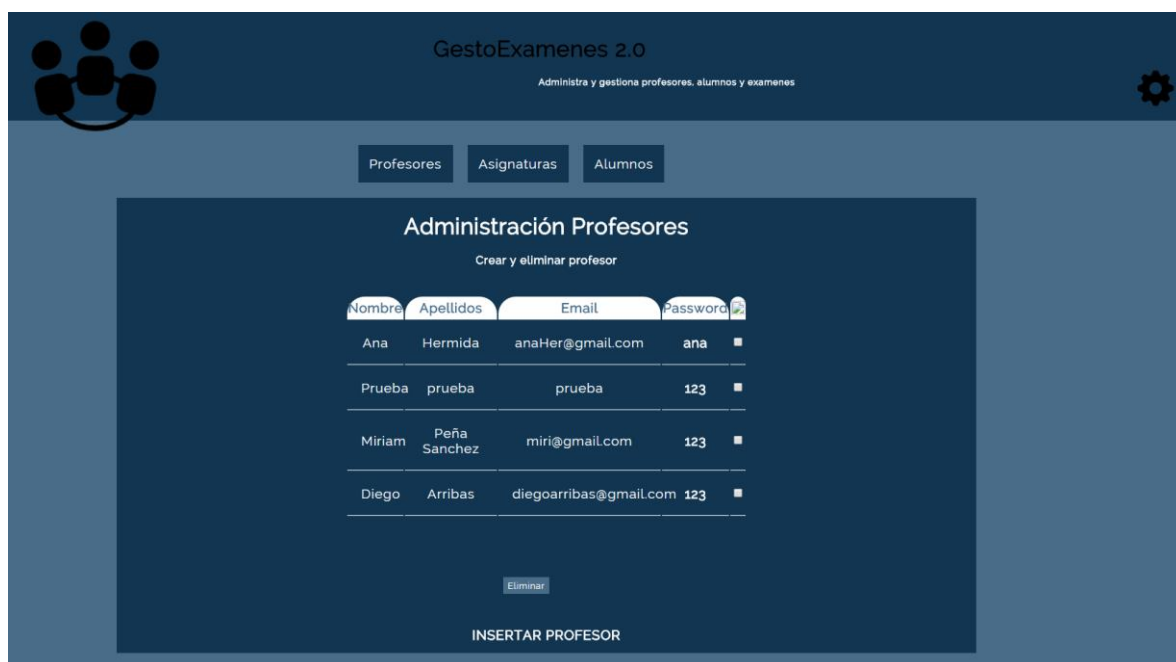 GestoExamenes 2.0
Administra y gestiona profesores, alumnos y examenes
Profesores Asignaturas Alumnos
Administración Profesores
Crear y eliminar profesor
Nombre Apellidos Email Password
Ana Hermida anaHer@gmail.com ana
Prueba prueba prueba 123
Miriam Peña Sanchez miri@gmail.com 123
Diego Arribas diegoarribas@gmail.com 123
Eliminar
INSERTAR PROFESOR